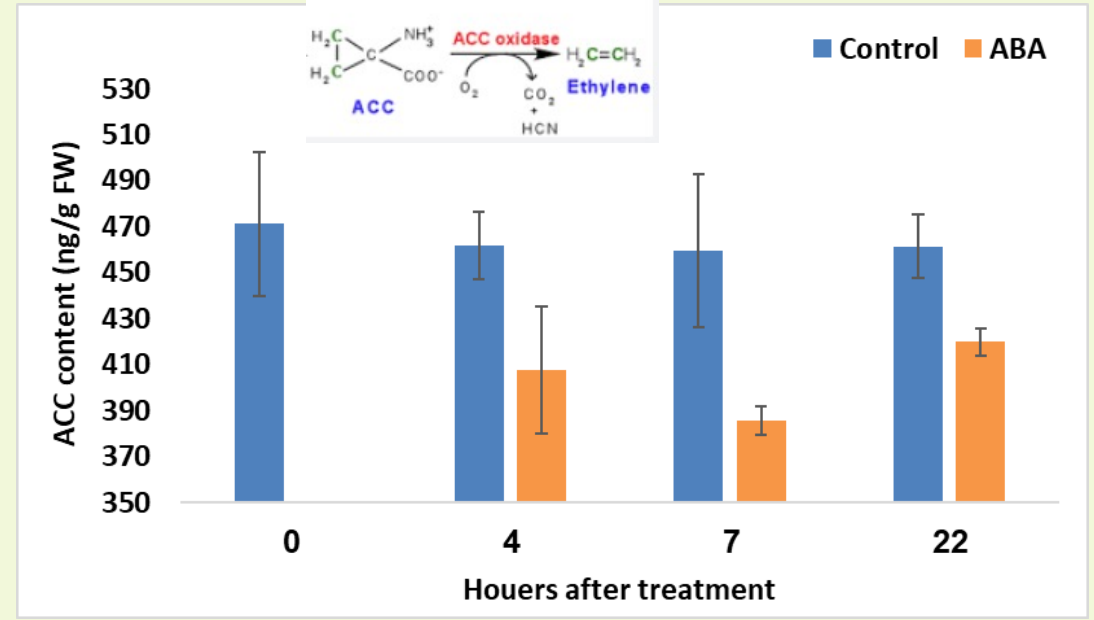 H₂C
NH₃⁺
C
H₂C
COO⁻
ACC
ACC oxidase
O₂
CO₂
+
HCN
H₂C=CH₂
Ethylene
Control
ABA
ACC content (ng/g FW)
530
510
490
470
450
430
410
390
370
350
0 4 7 22
Houers after treatment